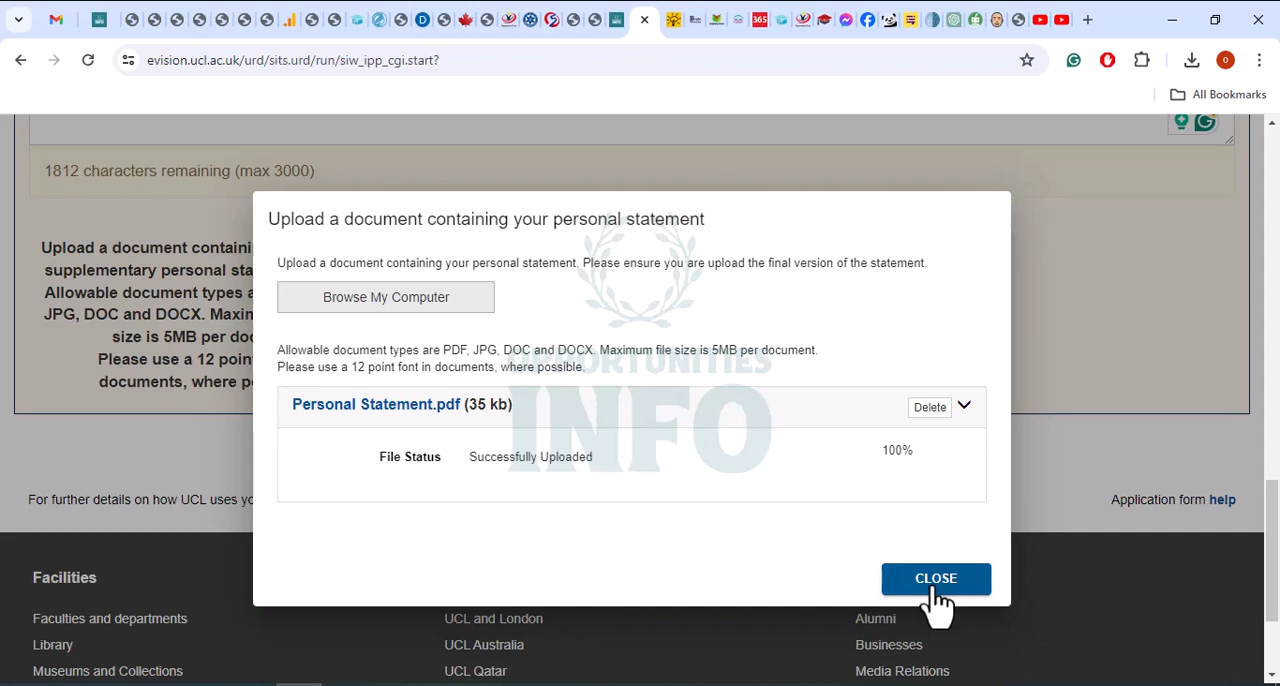 evision.ucl.ac.uk/urd/sits.urd/run/siw_ipp_cgi.start?
All Bookmarks
1812 characters remaining (max 3000)
Upload a document containing your personal statement
Upload a document containi
supplementary personal sta
Allowable document types a
JPG, DOC and DOCX. Maxim
size is 5MB per doc
Please use a 12 point
documents, where p
Upload a document containing your personal statement. Please ensure you are upload the final version of the statement.
Browse My Computer
Allowable document types are PDF, JPG, DOC and DOCX. Maximum file size is 5MB per document.
Please use a 12 point font in documents, where possible.
OPPORTUNITIES
INFO
Personal Statement.pdf (35 kb)
Delete
File Status Successfully Uploaded 100%
CLOSE
For further details on how UCL uses yo
Application form help
Facilities
Faculties and departments
Library
Museums and Collections
UCL and London
UCL Australia
UCL Qatar
Alumni
Businesses
Media Relations